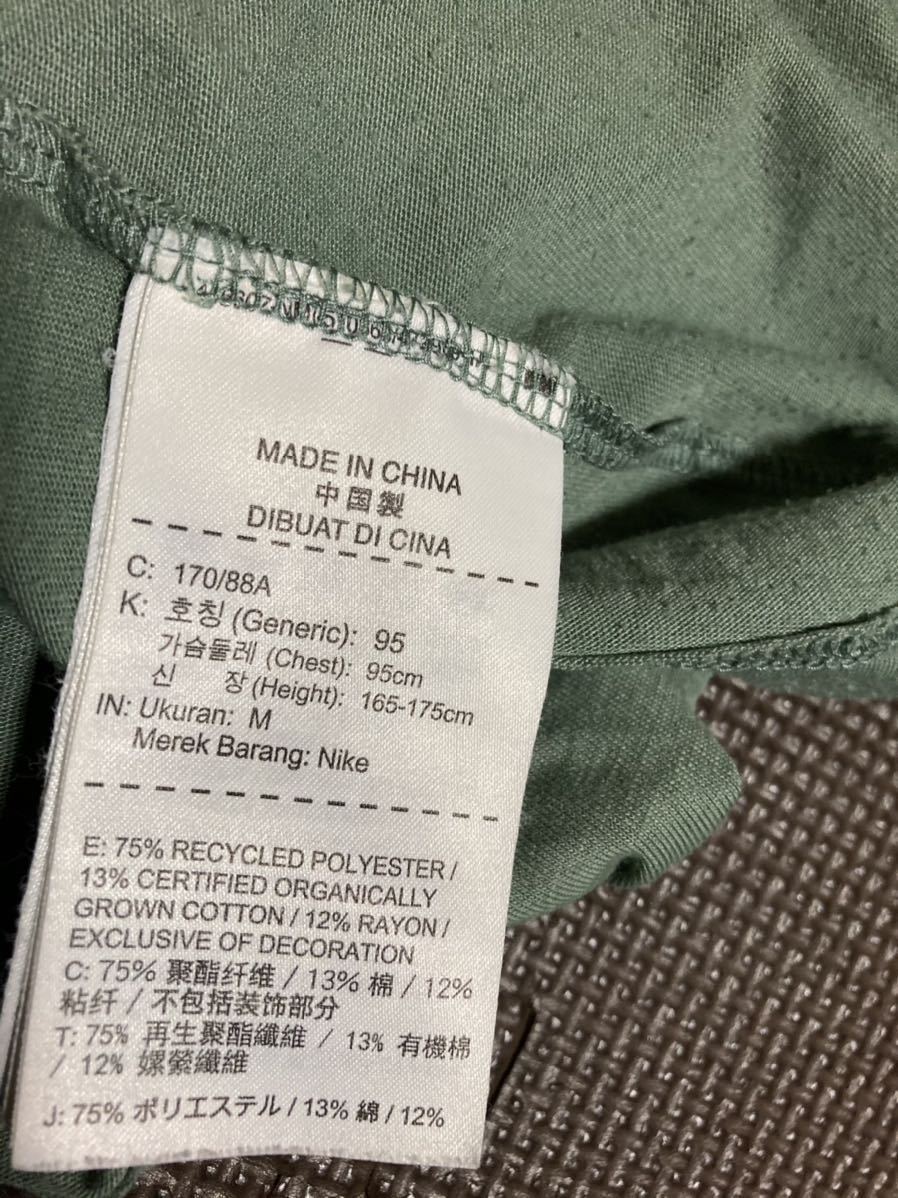 MADE IN CHINA
中国製
DIBUAT DI CINA
C: 170/88A
K: 호칭 (Generic): 95
가슴둘레 (Chest): 95cm
신 장 (Height): 165-175cm
IN: Ukuran: M
Merek Barang: Nike
E: 75% RECYCLED POLYESTER /
13% CERTIFIED ORGANICALLY
GROWN COTTON / 12% RAYON /
EXCLUSIVE OF DECORATION
C: 75% 聚酯纤维 / 13% 棉 / 12%
粘纤 / 不包括装饰部分
T: 75% 再生聚酯纖維 / 13% 有機棉
/ 12% 嫘縈纖維
J: 75% ポリエステル / 13% 綿 / 12%